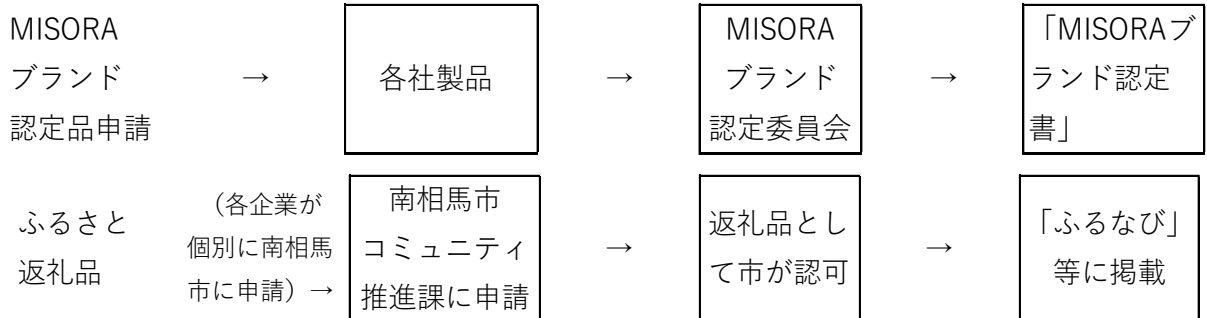 MISORA
ブランド
認定品申請
→
各社製品
→
MISORA
ブランド
認定委員会
→
「MISORAブ
ランド認定
書」
ふるさと
返礼品
（各企業が
個別に南相馬
市に申請）→
南相馬市
コミュニティ
推進課に申請
→
返礼品とし
て市が認可
→
「ふるなび」
等に掲載